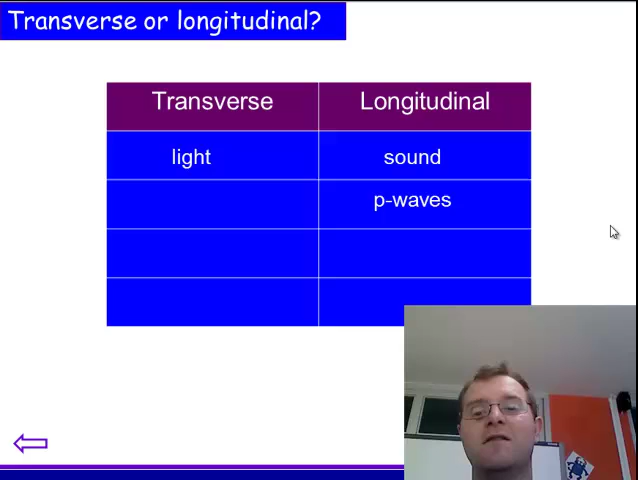 Transverse or longitudinal?
Transverse Longitudinal
light sound
p-waves